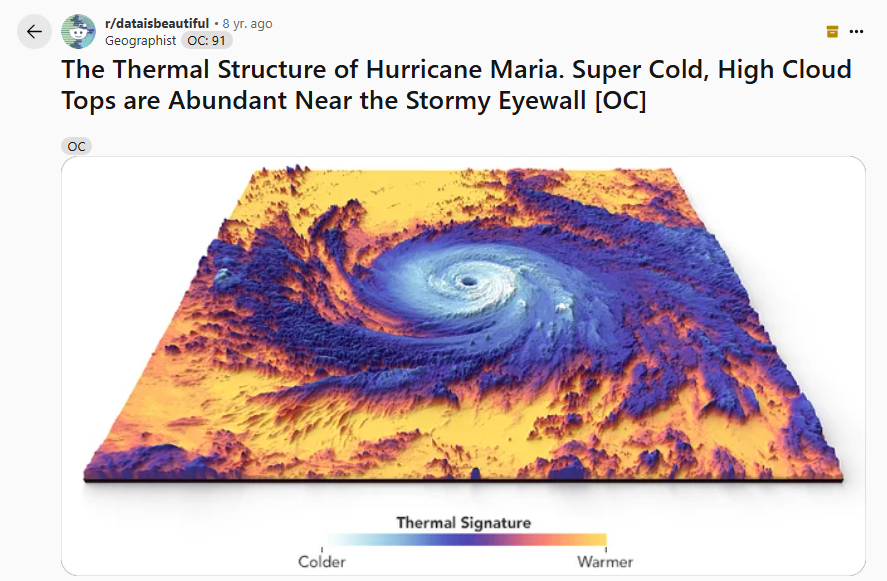 r/dataisbeautiful • 8 yr. ago
Geographist OC: 91
The Thermal Structure of Hurricane Maria. Super Cold, High Cloud
Tops are Abundant Near the Stormy Eyewall [OC]
OC
Thermal Signature
Colder Warmer